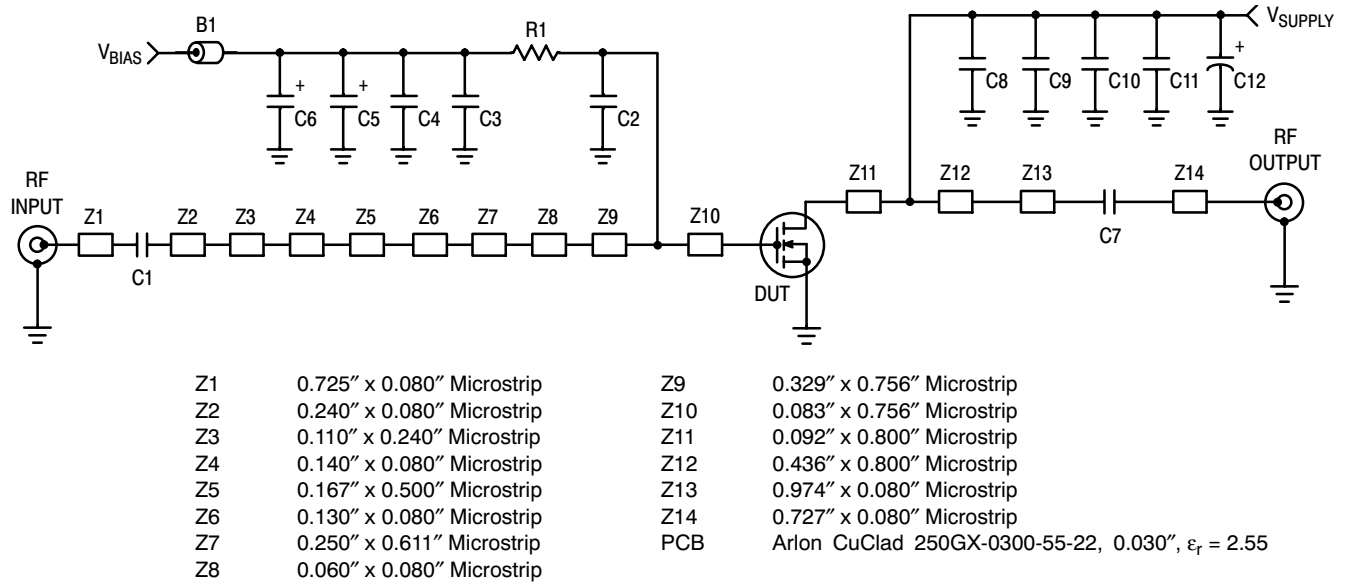 B1
R1
V_BIAS
V_SUPPLY
+
+
+
C6
C5
C4
C3
C2
C8
C9
C10
C11
C12
RF
INPUT
RF
OUTPUT
Z1
Z2
Z3
Z4
Z5
Z6
Z7
Z8
Z9
Z10
Z11
Z12
Z13
Z14
C1
C7
DUT
Z1 0.725″ x 0.080″ Microstrip
Z2 0.240″ x 0.080″ Microstrip
Z3 0.110″ x 0.240″ Microstrip
Z4 0.140″ x 0.080″ Microstrip
Z5 0.167″ x 0.500″ Microstrip
Z6 0.130″ x 0.080″ Microstrip
Z7 0.250″ x 0.611″ Microstrip
Z8 0.060″ x 0.080″ Microstrip
Z9 0.329″ x 0.756″ Microstrip
Z10 0.083″ x 0.756″ Microstrip
Z11 0.092″ x 0.800″ Microstrip
Z12 0.436″ x 0.800″ Microstrip
Z13 0.974″ x 0.080″ Microstrip
Z14 0.727″ x 0.080″ Microstrip
PCB Arlon CuClad 250GX-0300-55-22, 0.030″, εr = 2.55